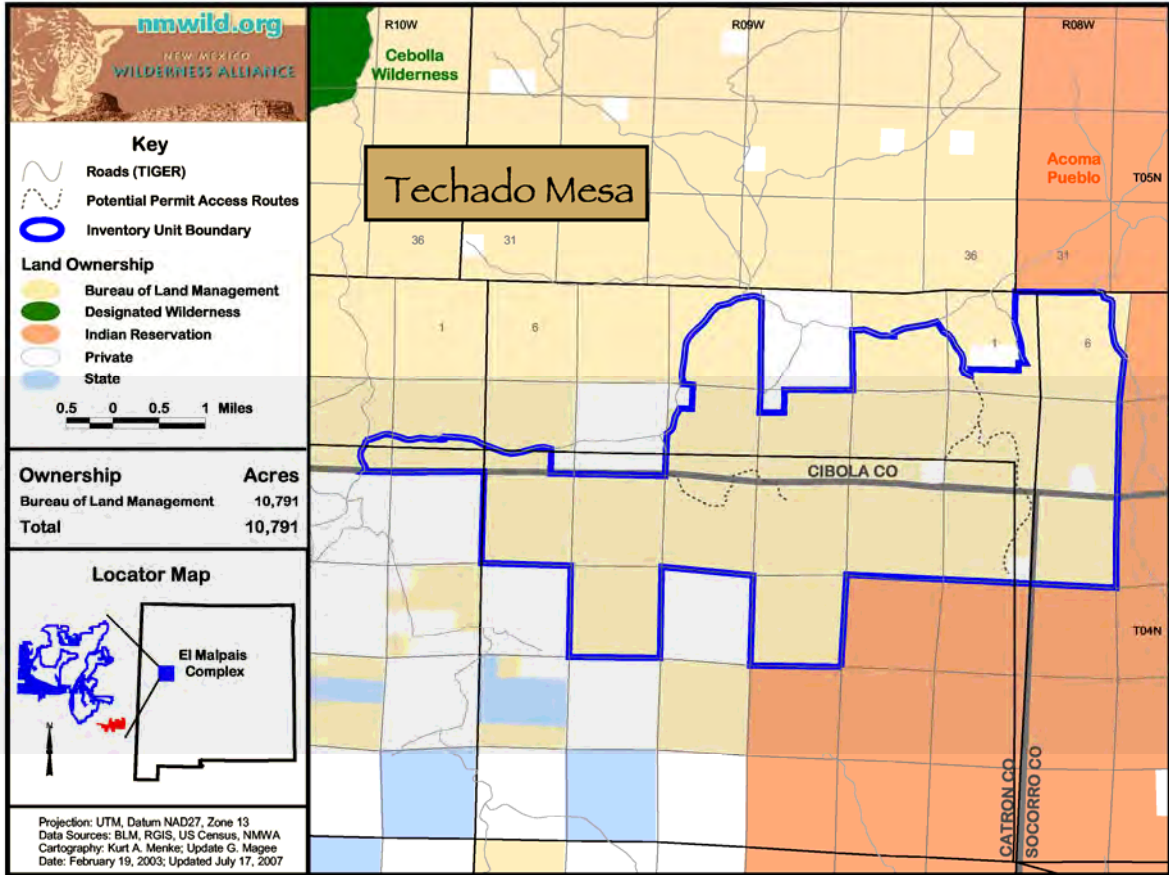 nmwild.org
NEW MEXICO
WILDERNESS ALLIANCE
Key
Roads (TIGER)
Potential Permit Access Routes
Inventory Unit Boundary
Land Ownership
Bureau of Land Management
Designated Wilderness
Indian Reservation
Private
State
0.5 0 0.5 1 Miles
Ownership Acres
Bureau of Land Management 10,791
Total 10,791
Locator Map
El Malpais
Complex
N
Projection: UTM, Datum NAD27, Zone 13
Data Sources: BLM, RGIS, US Census, NMWA
Cartography: Kurt A. Menke; Update G. Magee
Date: February 19, 2003; Updated July 17, 2007
R10W R09W R08W
Cebolla
Wilderness
Techado Mesa
Acoma
Pueblo
T05N
36 31 36 31
1 6 1 6
CIBOLA CO
T04N
CATRON CO
SOCORRO CO